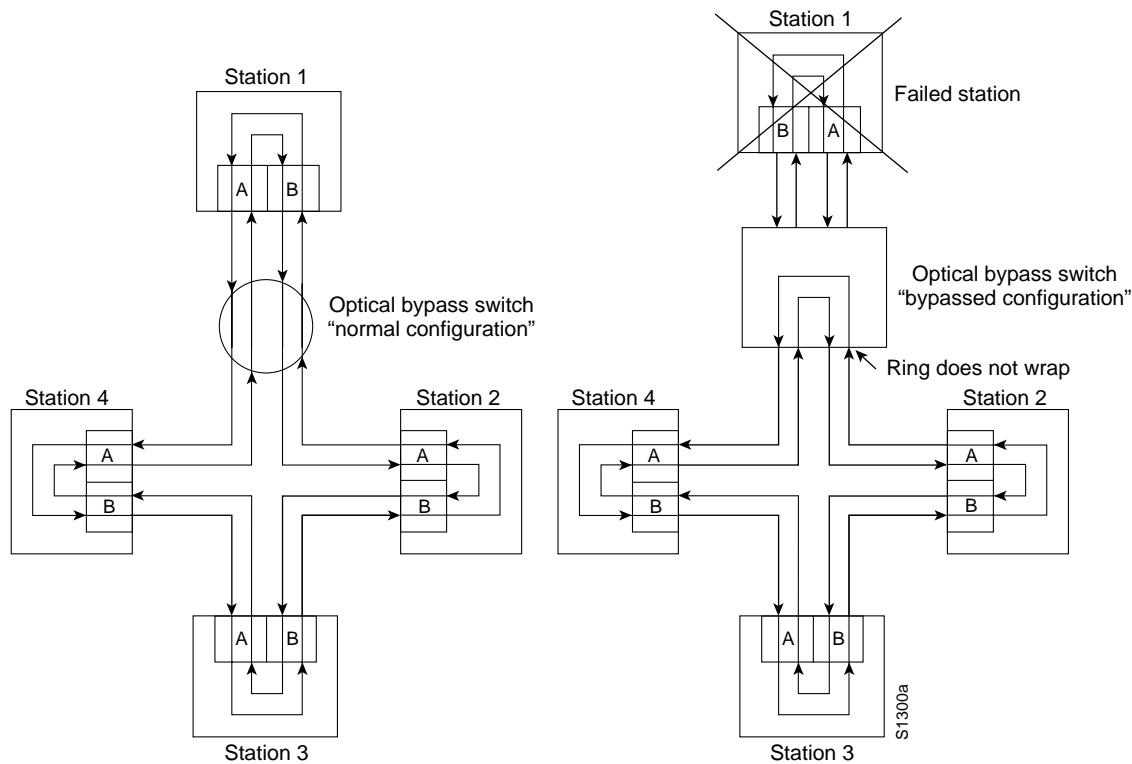 Station 1
A
B
Optical bypass switch
“normal configuration”
Station 4
A
B
Station 2
A
B
A
B
Station 3
Station 1
Failed station
B
A
Optical bypass switch
“bypassed configuration”
Ring does not wrap
Station 4
A
B
Station 2
A
B
A
B
Station 3
S1300a